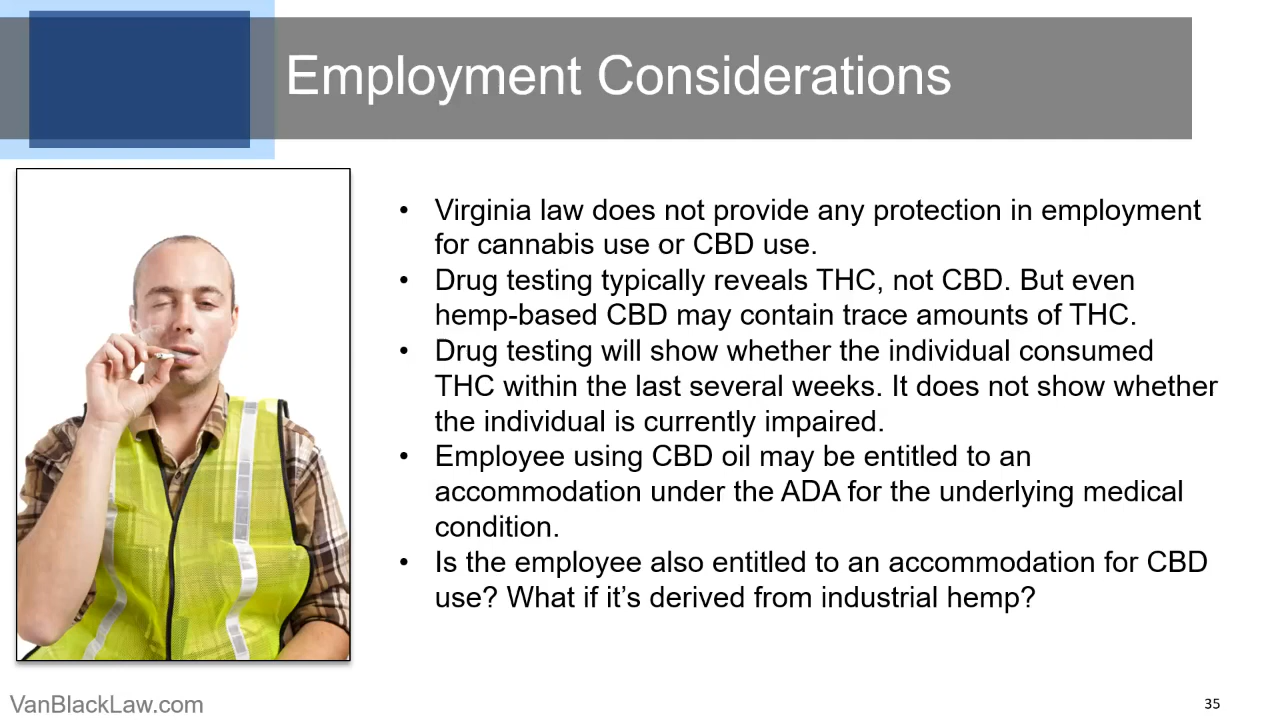 Employment Considerations
• Virginia law does not provide any protection in employment
for cannabis use or CBD use.
• Drug testing typically reveals THC, not CBD. But even
hemp-based CBD may contain trace amounts of THC.
• Drug testing will show whether the individual consumed
THC within the last several weeks. It does not show whether
the individual is currently impaired.
• Employee using CBD oil may be entitled to an
accommodation under the ADA for the underlying medical
condition.
• Is the employee also entitled to an accommodation for CBD
use? What if it’s derived from industrial hemp?
VanBlackLaw.com
35